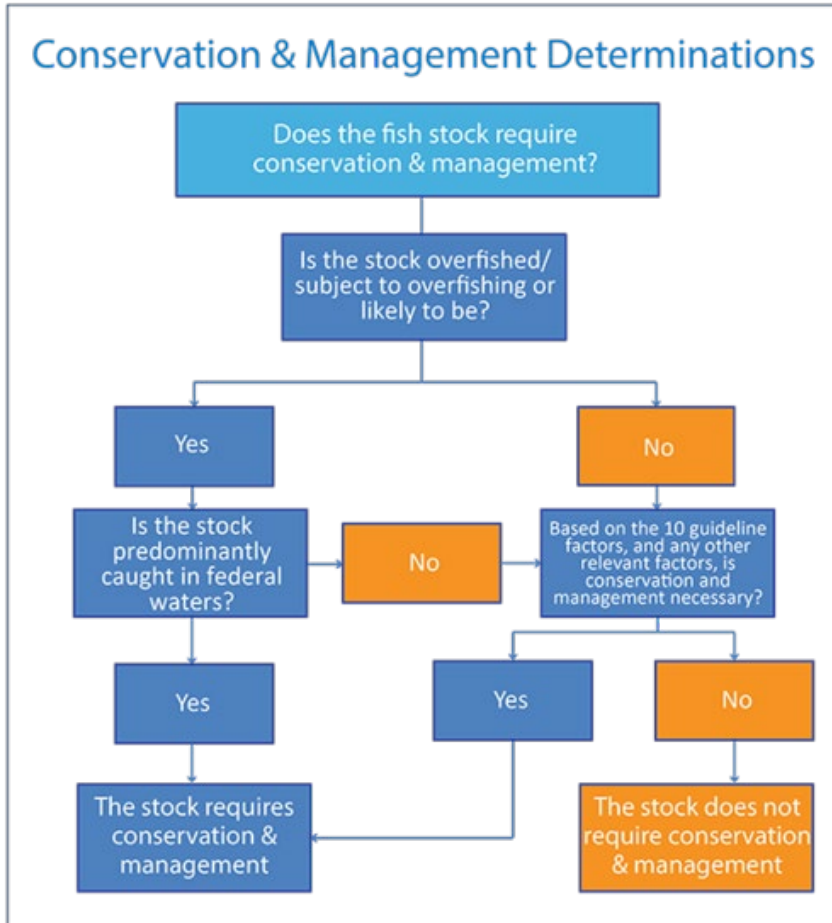 Conservation & Management Determinations
Does the fish stock require
conservation & management?
Is the stock overfished/
subject to overfishing or
likely to be?
Yes
No
Is the stock
predominantly
caught in federal
waters?
No
Based on the 10 guideline
factors, and any other
relevant factors, is
conservation and
management necessary?
Yes
Yes
No
The stock requires
conservation &
management
The stock does not
require conservation
& management